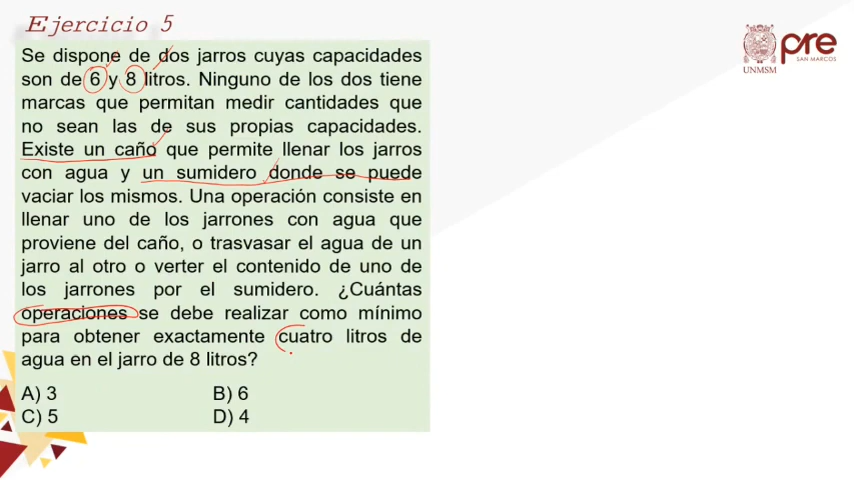 Ejercicio 5
Se dispone de dos jarros cuyas capacidades
son de 6 y 8 litros. Ninguno de los dos tiene
marcas que permitan medir cantidades que
no sean las de sus propias capacidades.
Existe un caño que permite llenar los jarros
con agua y un sumidero donde se puede
vaciar los mismos. Una operación consiste en
llenar uno de los jarrones con agua que
proviene del caño, o trasvasar el agua de un
jarro al otro o verter el contenido de uno de
los jarrones por el sumidero. ¿Cuántas
operaciones se debe realizar como mínimo
para obtener exactamente cuatro litros de
agua en el jarro de 8 litros?
A) 3 B) 6
C) 5 D) 4
UNMSM
pre
SAN MARCOS